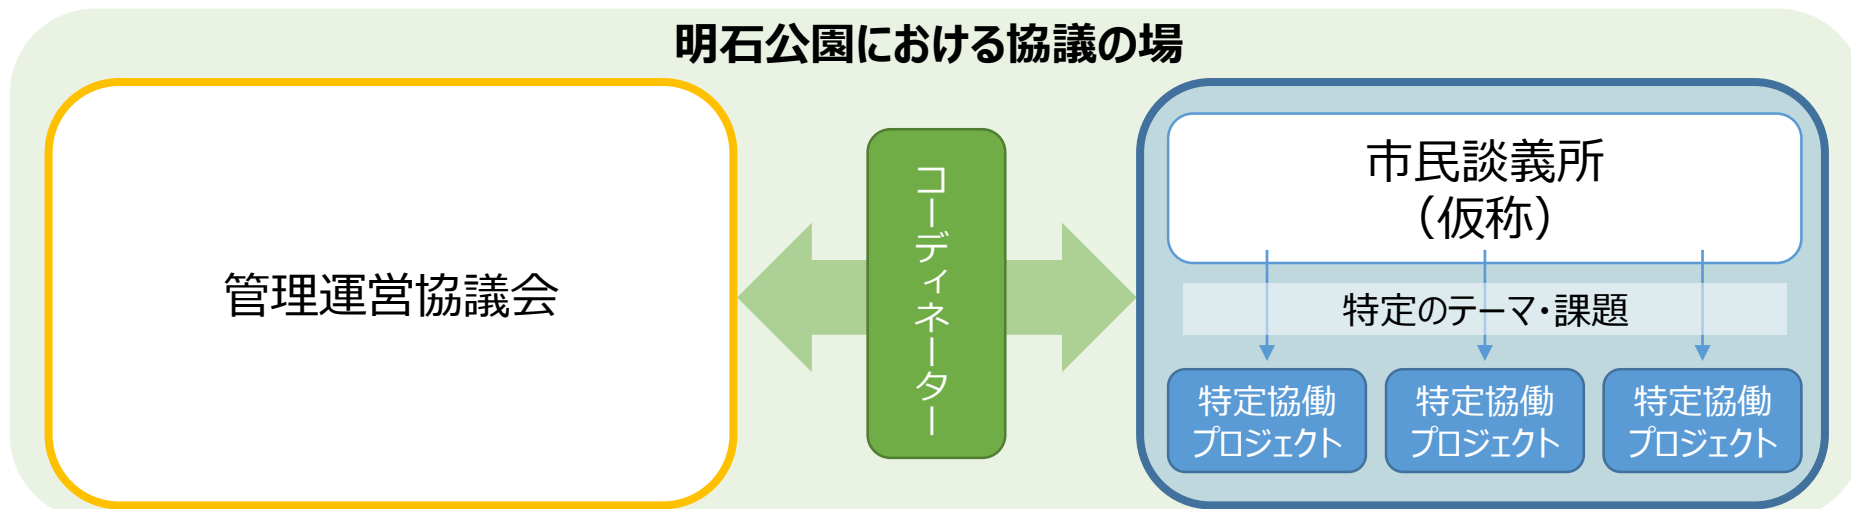 明石公園における協議の場
管理運営協議会
コーディネーター
市民談義所
（仮称）
特定のテーマ・課題
特定協働
プロジェクト
特定協働
プロジェクト
特定協働
プロジェクト